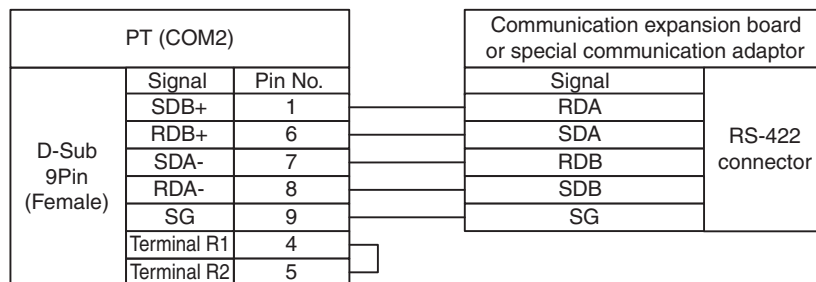 PT (COM2)
Communication expansion board
or special communication adaptor
Signal Pin No. Signal
SDB+ 1 RDA
RDB+ 6 SDA
D-Sub
9Pin
(Female)
SDA- 7 RDB
RS-422
connector
RDA- 8 SDB
SG 9 SG
Terminal R1 4
Terminal R2 5